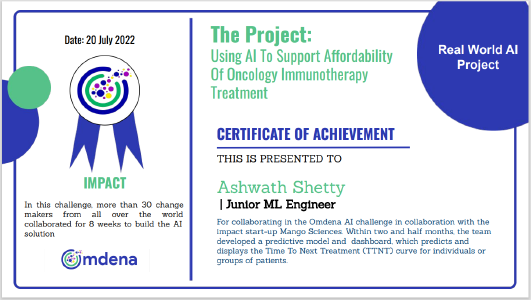 Date: 20 July 2022
IMPACT
In this challenge, more than 30 change
makers from all over the world
collaborated for 8 weeks to build the AI
solution
Omdena
The Project:
Using AI To Support Affordability
Of Oncology Immunotherapy
Treatment
Real World AI
Project
CERTIFICATE OF ACHIEVEMENT
THIS IS PRESENTED TO
Ashwath Shetty
| Junior ML Engineer
For collaborating in the Omdena AI challenge in collaboration with the
impact start-up Mango Sciences. Within two and half months, the team
developed a predictive model and dashboard, which predicts and
displays the Time To Next Treatment (TTNT) curve for individuals or
groups of patients.